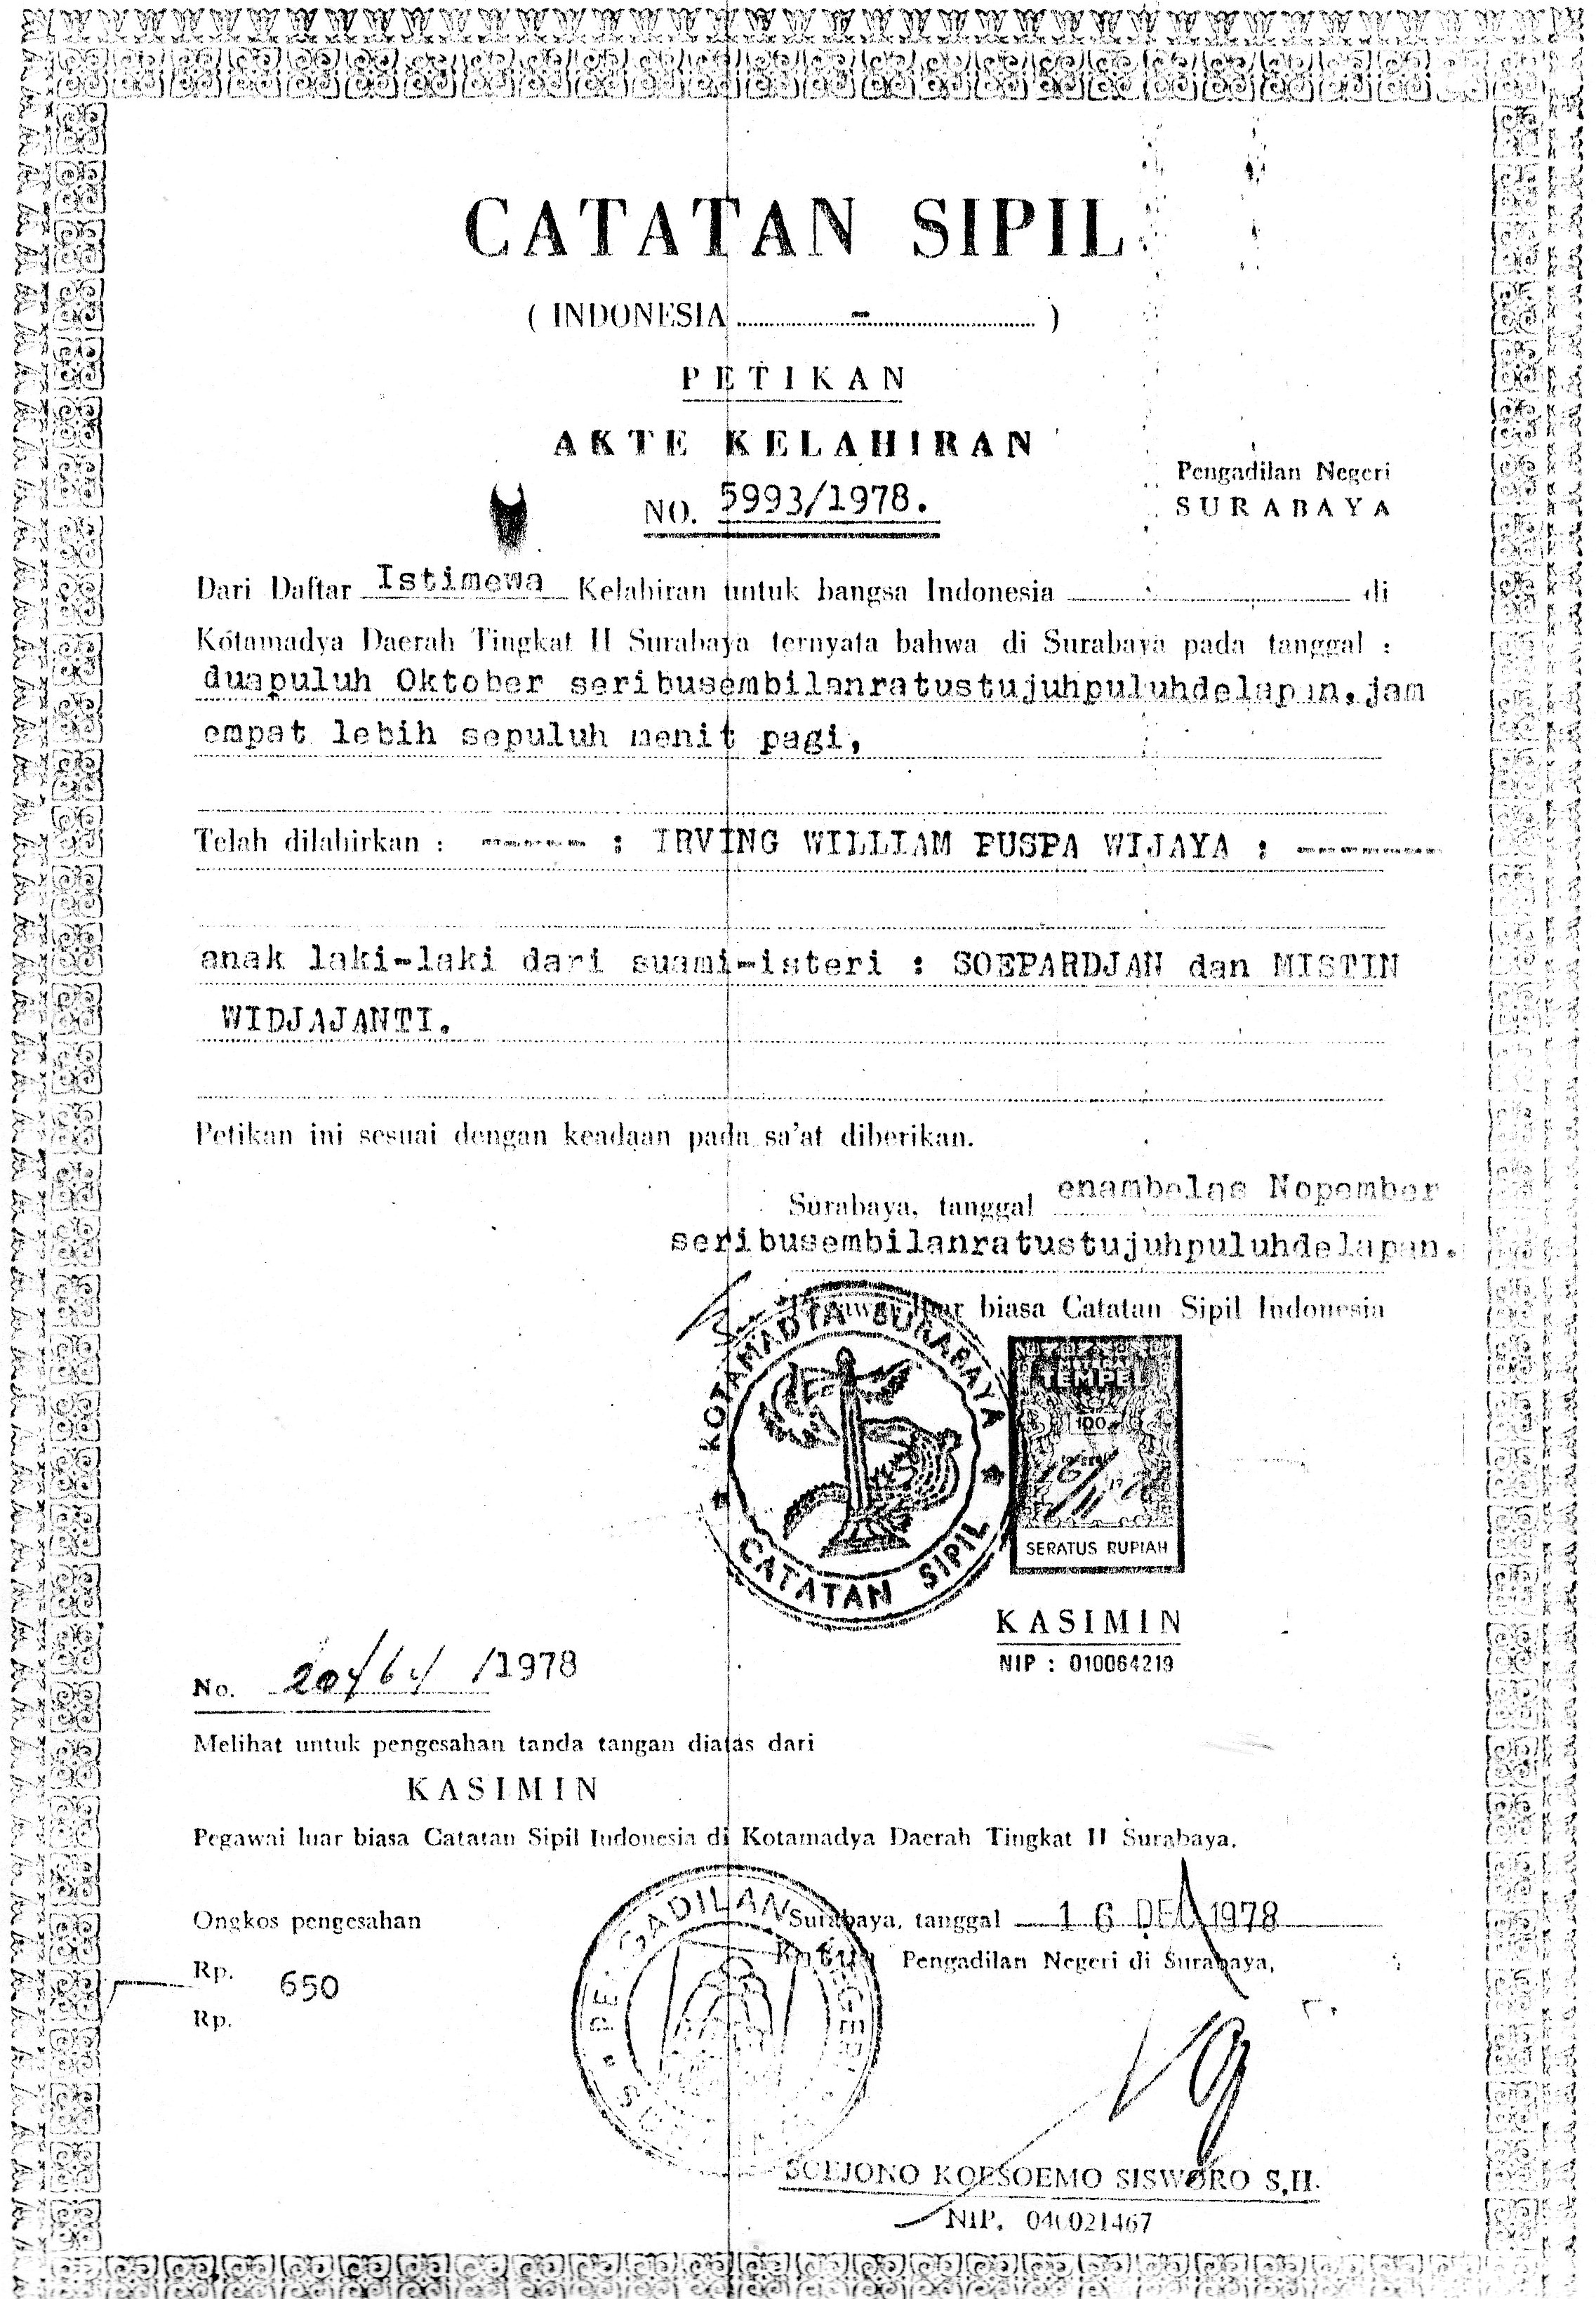 CATATAN SIPIL
( INDONESIA - )
PETIKAN
AKTE KELAHIRAN
NO. 5993/1978.
Pengadilan Negeri
SURABAYA
Dari Daftar Istimewa Kelahiran untuk bangsa Indonesia di
Kotamadya Daerah Tingkat II Surabaya ternyata bahwa di Surabaya pada tanggal :
duapuluh Oktober seribusembilanratustujuhpuluhdelapan, jam
empat lebih sepuluh menit pagi,
Telah dilahirkan : ------ : IRVING WILLIAM PUSPA WIJAYA : --------
anak laki-laki dari suami-isteri : SOEPARDJAN dan MISTIN
WIDJAJANTI.
Petikan ini sesuai dengan keadaan pada sa'at diberikan.
Surabaya, tanggal enambelas Nopember
seribusembilanratustujuhpuluhdelapan.
Pegawai luar biasa Catatan Sipil Indonesia
KOTAMADYA SURABAYA
CATATAN SIPIL
METERAI
TEMPEL
100
SERATUS RUPIAH
KASIMIN
NIP : 010064219
No. /1978
Melihat untuk pengesahan tanda tangan diatas dari
KASIMIN
Pegawai luar biasa Catatan Sipil Indonesia di Kotamadya Daerah Tingkat II Surabaya.
Ongkos pengesahan
Rp. 650
Rp.
PENGADILAN NEGERI
Surabaya, tanggal 16 DEC 1978
Ketua Pengadilan Negeri di Surabaya,
SOEJONO KOESOEMO SISWORO S.H.
NIP. 040021467